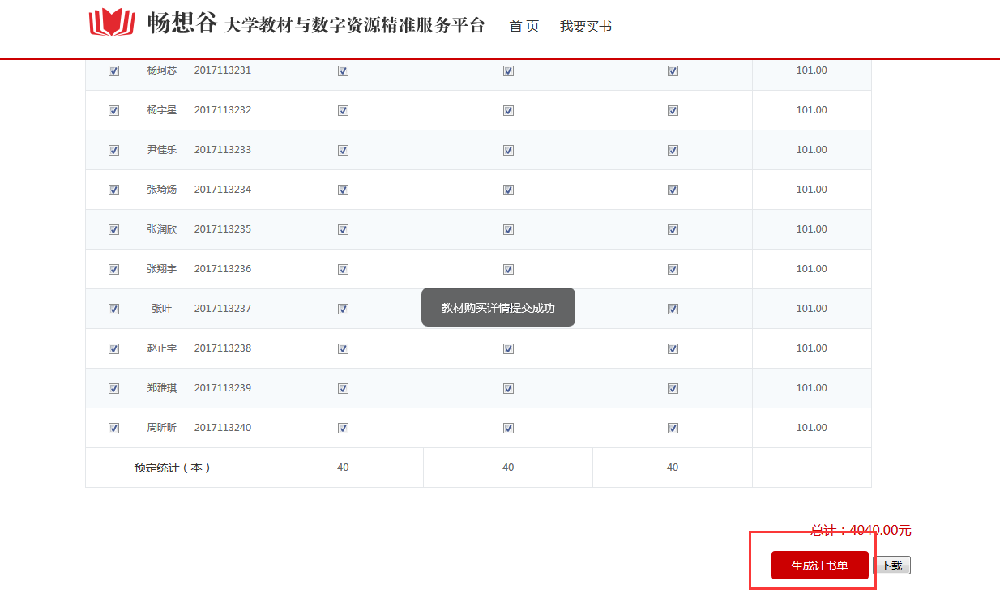 畅想谷 大学教材与数字资源精准服务平台 首 页 我要买书
杨珂芯 2017113231 101.00
杨宇星 2017113232 101.00
尹佳乐 2017113233 101.00
张琦炀 2017113234 101.00
张润欣 2017113235 101.00
张翔宇 2017113236 101.00
张叶 2017113237 教材购买详情提交成功 101.00
赵正宇 2017113238 101.00
郑雅琪 2017113239 101.00
周昕昕 2017113240 101.00
预定统计（本） 40 40 40
总计：4040.00元
生成订书单 下载